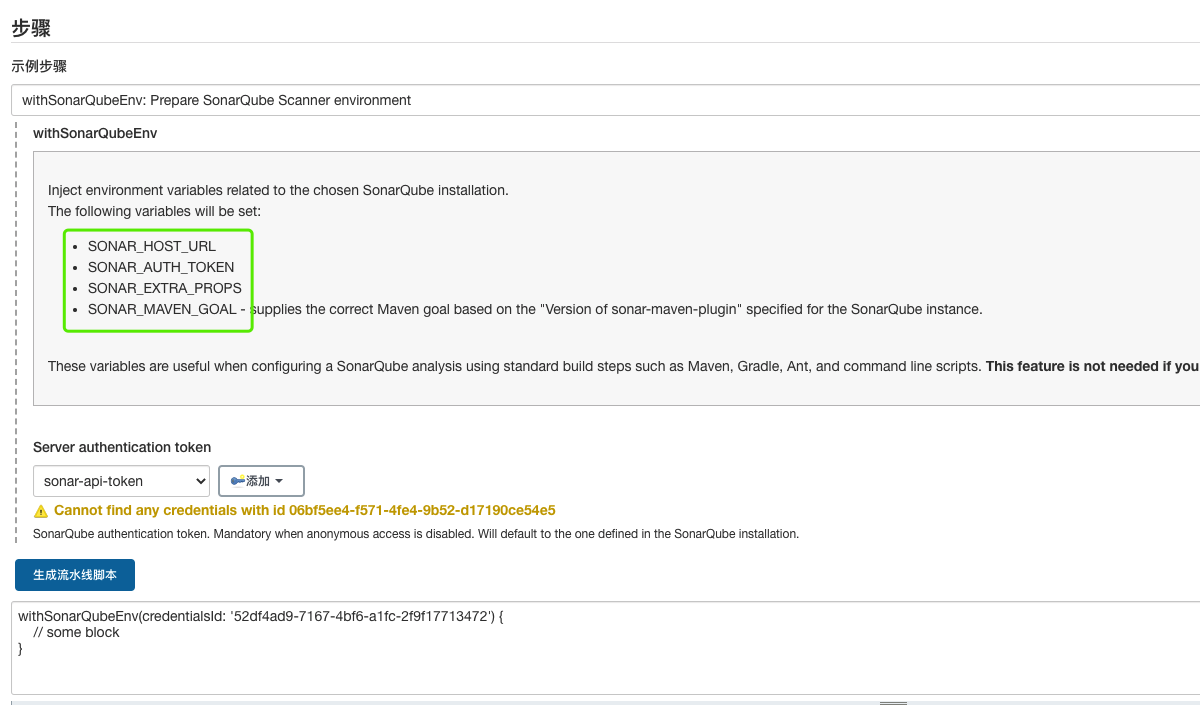 步骤
示例步骤
withSonarQubeEnv: Prepare SonarQube Scanner environment
withSonarQubeEnv
Inject environment variables related to the chosen SonarQube installation.
The following variables will be set:
• SONAR_HOST_URL
• SONAR_AUTH_TOKEN
• SONAR_EXTRA_PROPS
• SONAR_MAVEN_GOAL - supplies the correct Maven goal based on the "Version of sonar-maven-plugin" specified for the SonarQube instance.
These variables are useful when configuring a SonarQube analysis using standard build steps such as Maven, Gradle, Ant, and command line scripts. This feature is not needed if you
Server authentication token
sonar-api-token
添加
Cannot find any credentials with id 06bf5ee4-f571-4fe4-9b52-d17190ce54e5
SonarQube authentication token. Mandatory when anonymous access is disabled. Will default to the one defined in the SonarQube installation.
生成流水线脚本
withSonarQubeEnv(credentialsId: '52df4ad9-7167-4bf6-a1fc-2f9f17713472') {
// some block
}